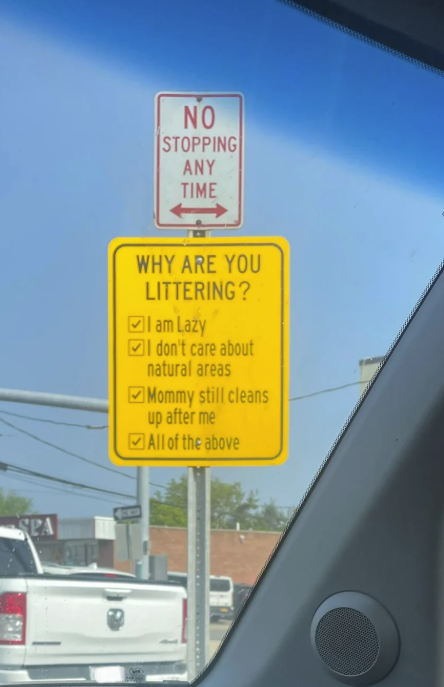 NO
STOPPING
ANY
TIME
WHY ARE YOU
LITTERING?
I am Lazy
I don't care about
natural areas
Mommy still cleans
up after me
All of the above